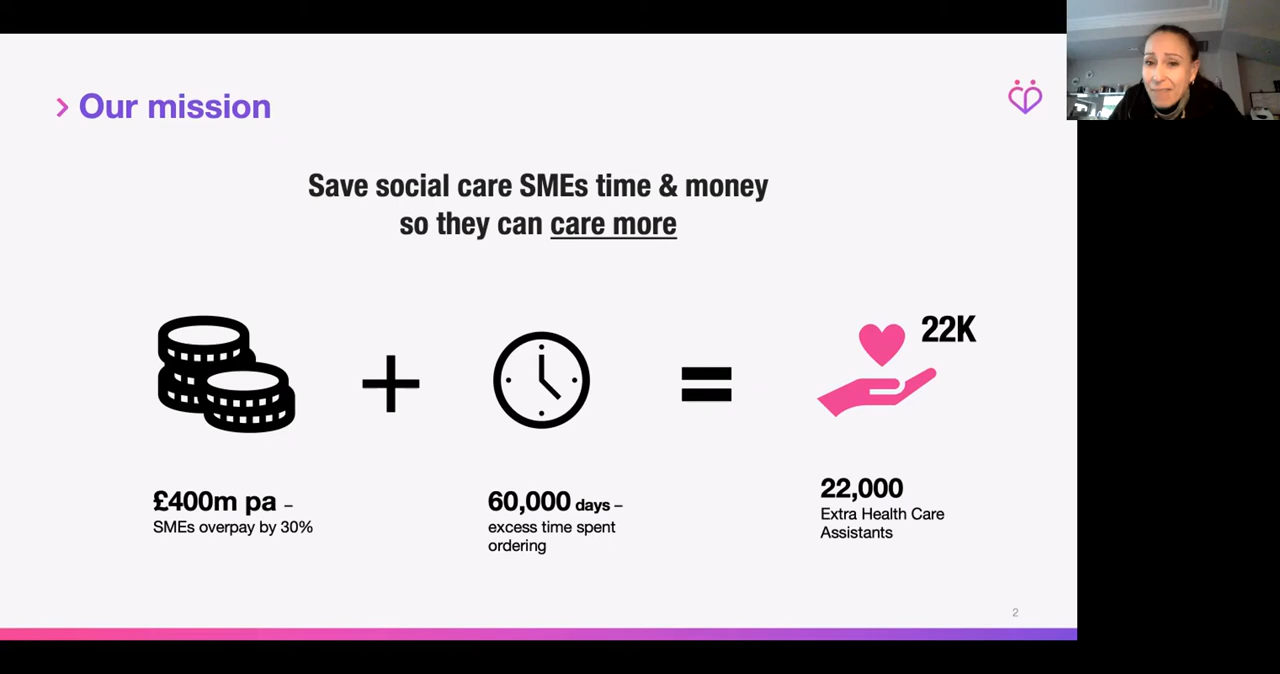 Our mission
Save social care SMEs time & money
so they can care more
22K
£400m pa –
SMEs overpay by 30%
60,000 days –
excess time spent
ordering
22,000
Extra Health Care
Assistants
2